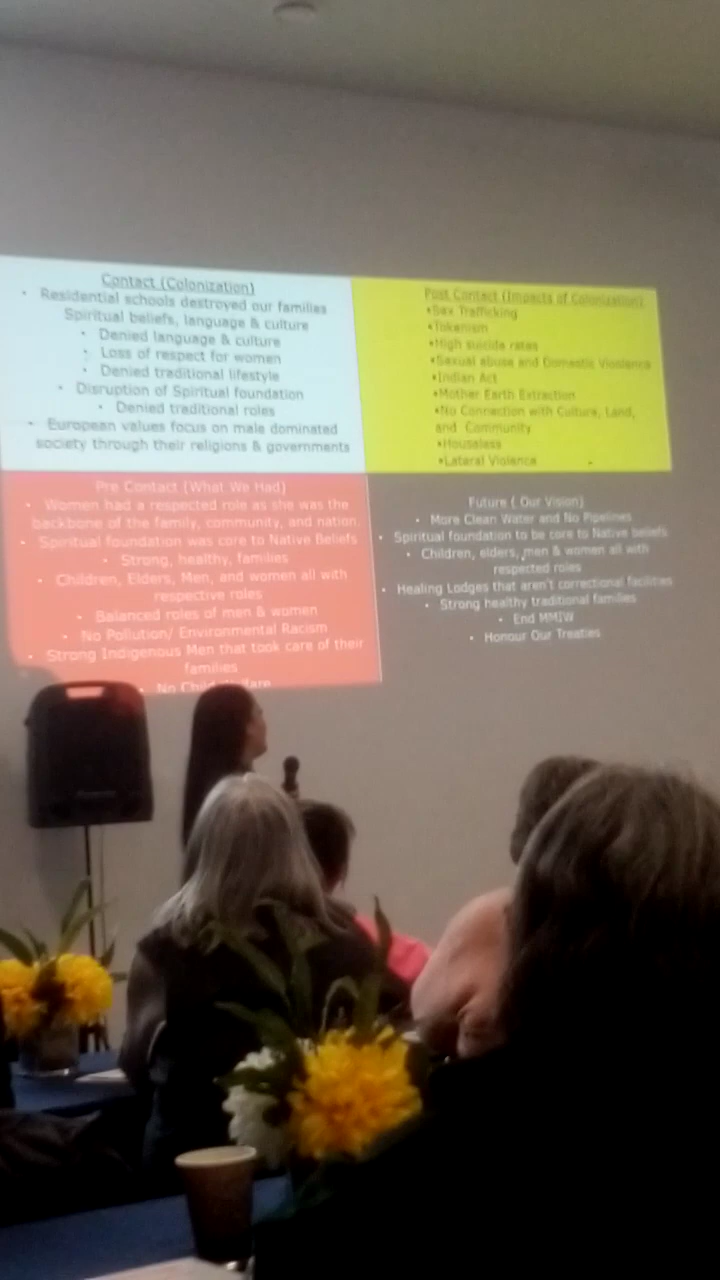 Contact (Colonization)
• Residential schools destroyed our families
Spiritual beliefs, language & culture
• Denied language & culture
• Loss of respect for women
• Denied traditional lifestyle
• Disruption of Spiritual foundation
• Denied traditional roles
• European values focus on male dominated
society through their religions & governments
Post Contact (Impacts of Colonization)
•Sex Trafficking
•Tokenism
•High suicide rates
•Sexual abuse and Domestic Violence
•Indian Act
•Mother Earth Extraction
•No Connection with Culture, Land,
and Community
•Houseless
•Lateral Violence
Pre Contact (What We Had)
• Women had a respected role as she was the
backbone of the family, community, and nation.
• Spiritual foundation was core to Native Beliefs
• Strong, healthy, families
• Children, Elders, Men, and women all with
respective roles
• Balanced roles of men & women
• No Pollution/ Environmental Racism
• Strong Indigenous Men that took care of their
families
• No Child
Future ( Our Vision)
• More Clean Water and No Pipelines
• Spiritual foundation to be core to Native beliefs
• Children, elders, men & women all with
respected roles
• Healing Lodges that aren't correctional facilities
• Strong healthy traditional families
• End MMIW
• Honour Our Treaties